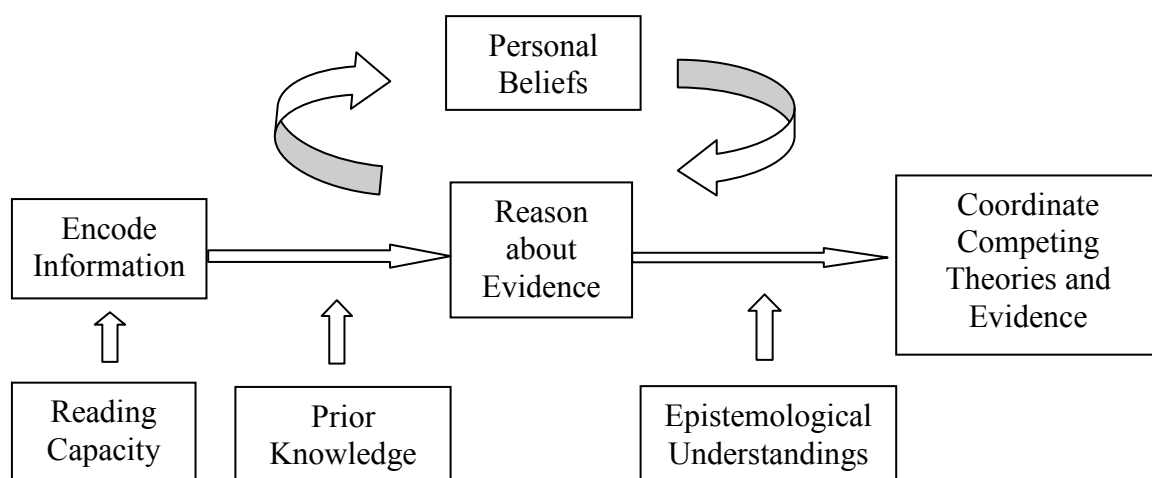 Personal
Beliefs
Encode
Information
Reason
about
Evidence
Coordinate
Competing
Theories and
Evidence
Reading
Capacity
Prior
Knowledge
Epistemological
Understandings